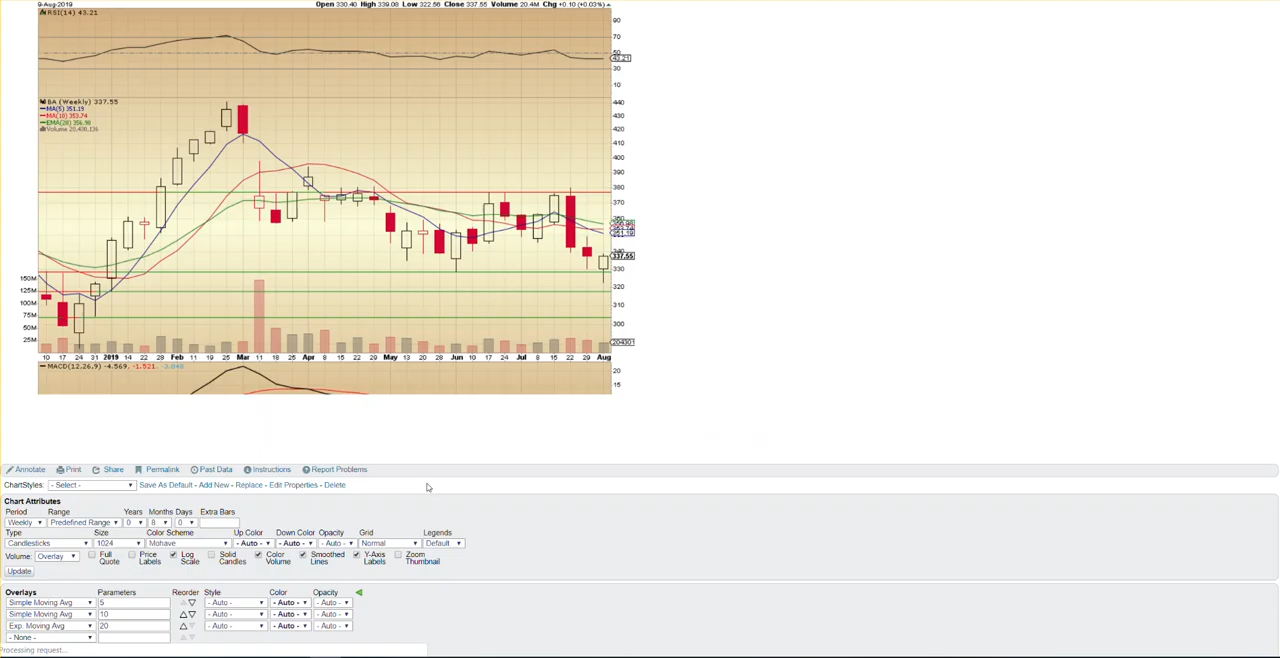 9-Aug-2019 Open 330.40 High 339.08 Low 322.56 Close 337.55 Volume 20.4M Chg +0.10 (+0.03%)
RSI(14) 43.21
90
70
50
43.21
30
10
BA (Weekly) 337.55
MA(5) 351.19
MA(10) 353.74
EMA(20) 356.98
Volume 20,430,136
440
430
420
410
400
390
380
370
360
351.19
340
337.55
330
320
310
300
150M
125M
100M
75M
50M
25M
204301
10 17 24 31 2019 14 22 28 Feb 11 19 25 Mar 11 18 25 Apr 8 15 22 29 May 13 20 28 Jun 10 17 24 Jul 8 15 22 29 Aug
MACD(12,26,9) -4.569, -1.521, -3.048
20
15
Annotate Print Share Permalink Past Data Instructions Report Problems
ChartStyles: - Select - Save As Default - Add New - Replace - Edit Properties - Delete
Chart Attributes
Period Range Years Months Days Extra Bars
Weekly Predefined Range 0 8 0
Type Size Color Scheme Up Color Down Color Opacity Grid Legends
Candlesticks 1024 Mohave - Auto - - Auto - - Auto - Normal Default
Volume: Overlay Full Quote Price Labels Log Scale Solid Candles Color Volume Smoothed Lines Y-Axis Labels Zoom Thumbnail
Update
Overlays Parameters Reorder Style Color Opacity
Simple Moving Avg 5 - Auto - - Auto - - Auto -
Simple Moving Avg 10 - Auto - - Auto - - Auto -
Exp. Moving Avg 20 - Auto - - Auto - - Auto -
- None -
Processing request...